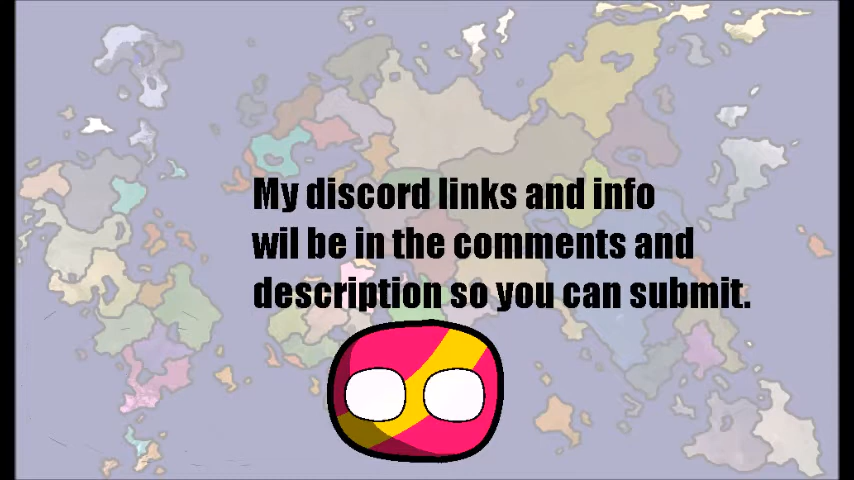 My discord links and info
wil be in the comments and
description so you can submit.